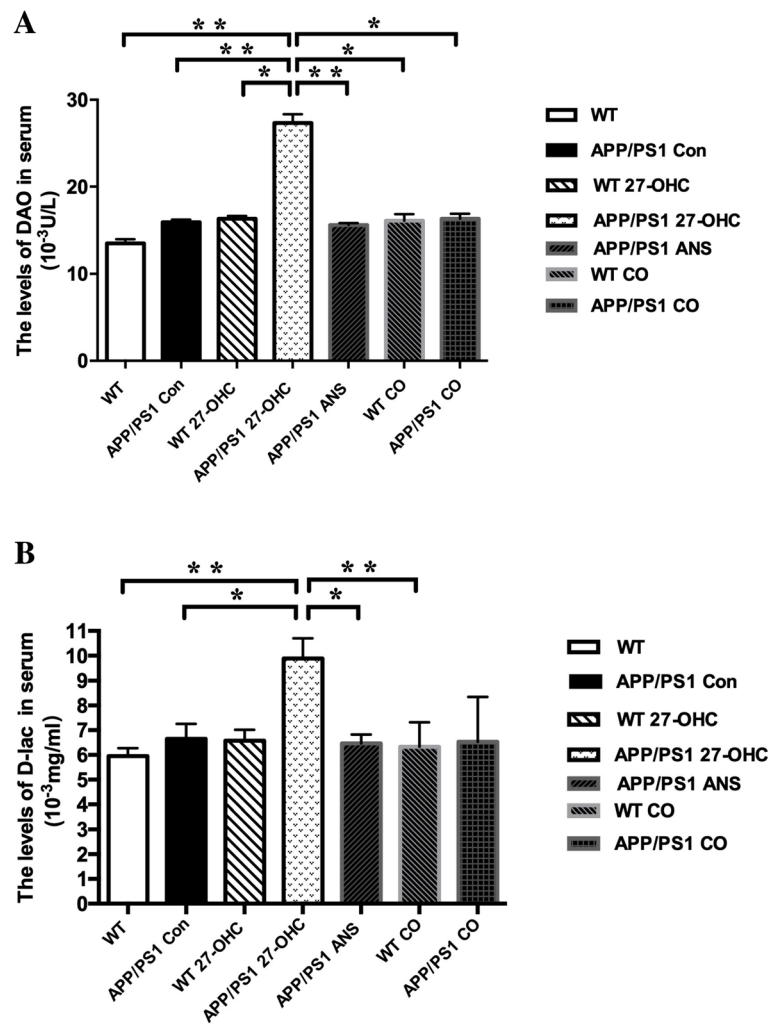 A
* *
*
* *
*
*
* *
The levels of DAO in serum
(10-3U/L)
30
20
10
0
WT
APP/PS1 Con
WT 27-OHC
APP/PS1 27-OHC
APP/PS1 ANS
WT CO
APP/PS1 CO
WT
APP/PS1 Con
WT 27-OHC
APP/PS1 27-OHC
APP/PS1 ANS
WT CO
APP/PS1 CO
B
* *
* *
*
*
The levels of D-lac in serum
(10-3mg/ml)
11
10
9
8
7
6
5
4
3
2
1
0
WT
APP/PS1 Con
WT 27-OHC
APP/PS1 27-OHC
APP/PS1 ANS
WT CO
APP/PS1 CO
WT
APP/PS1 Con
WT 27-OHC
APP/PS1 27-OHC
APP/PS1 ANS
WT CO
APP/PS1 CO